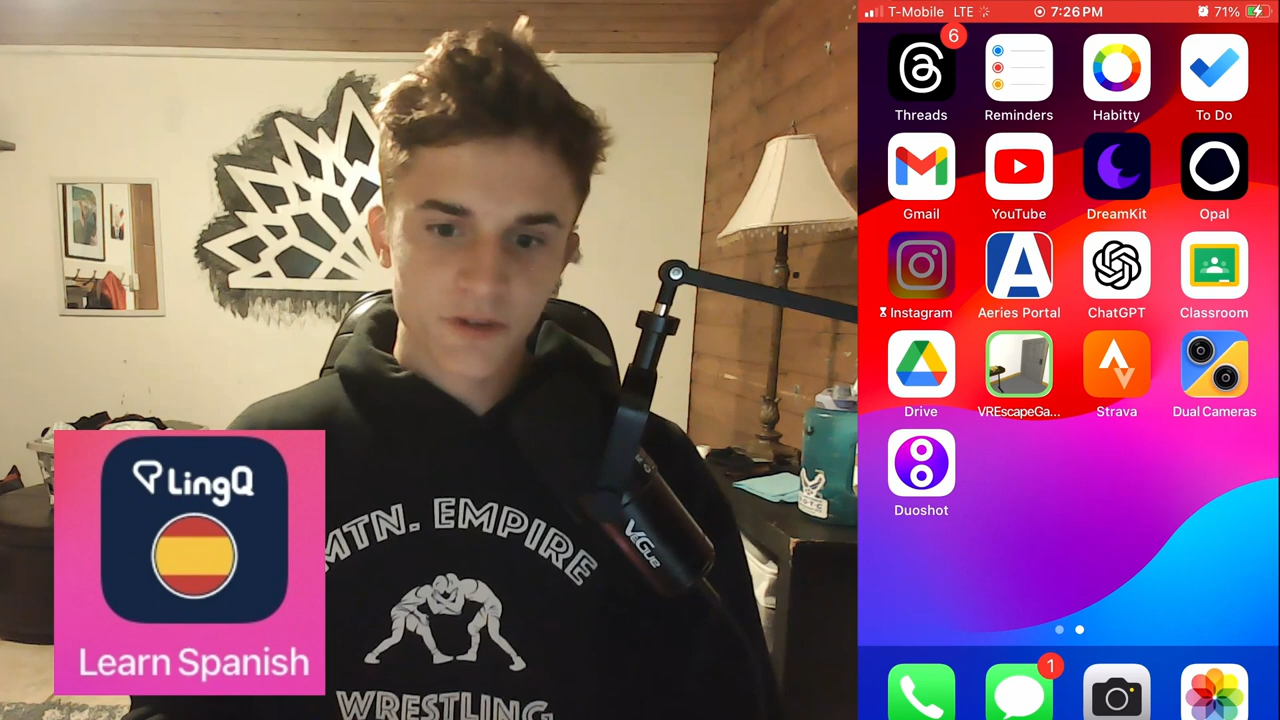 T-Mobile LTE 7:26 PM 71%
6
Threads Reminders Habitty To Do
Gmail YouTube DreamKit Opal
Instagram Aeries Portal ChatGPT Classroom
Drive VREscapeGa... Strava Dual Cameras
Duoshot
1
LingQ
Learn Spanish
MTN. EMPIRE
WRESTLING